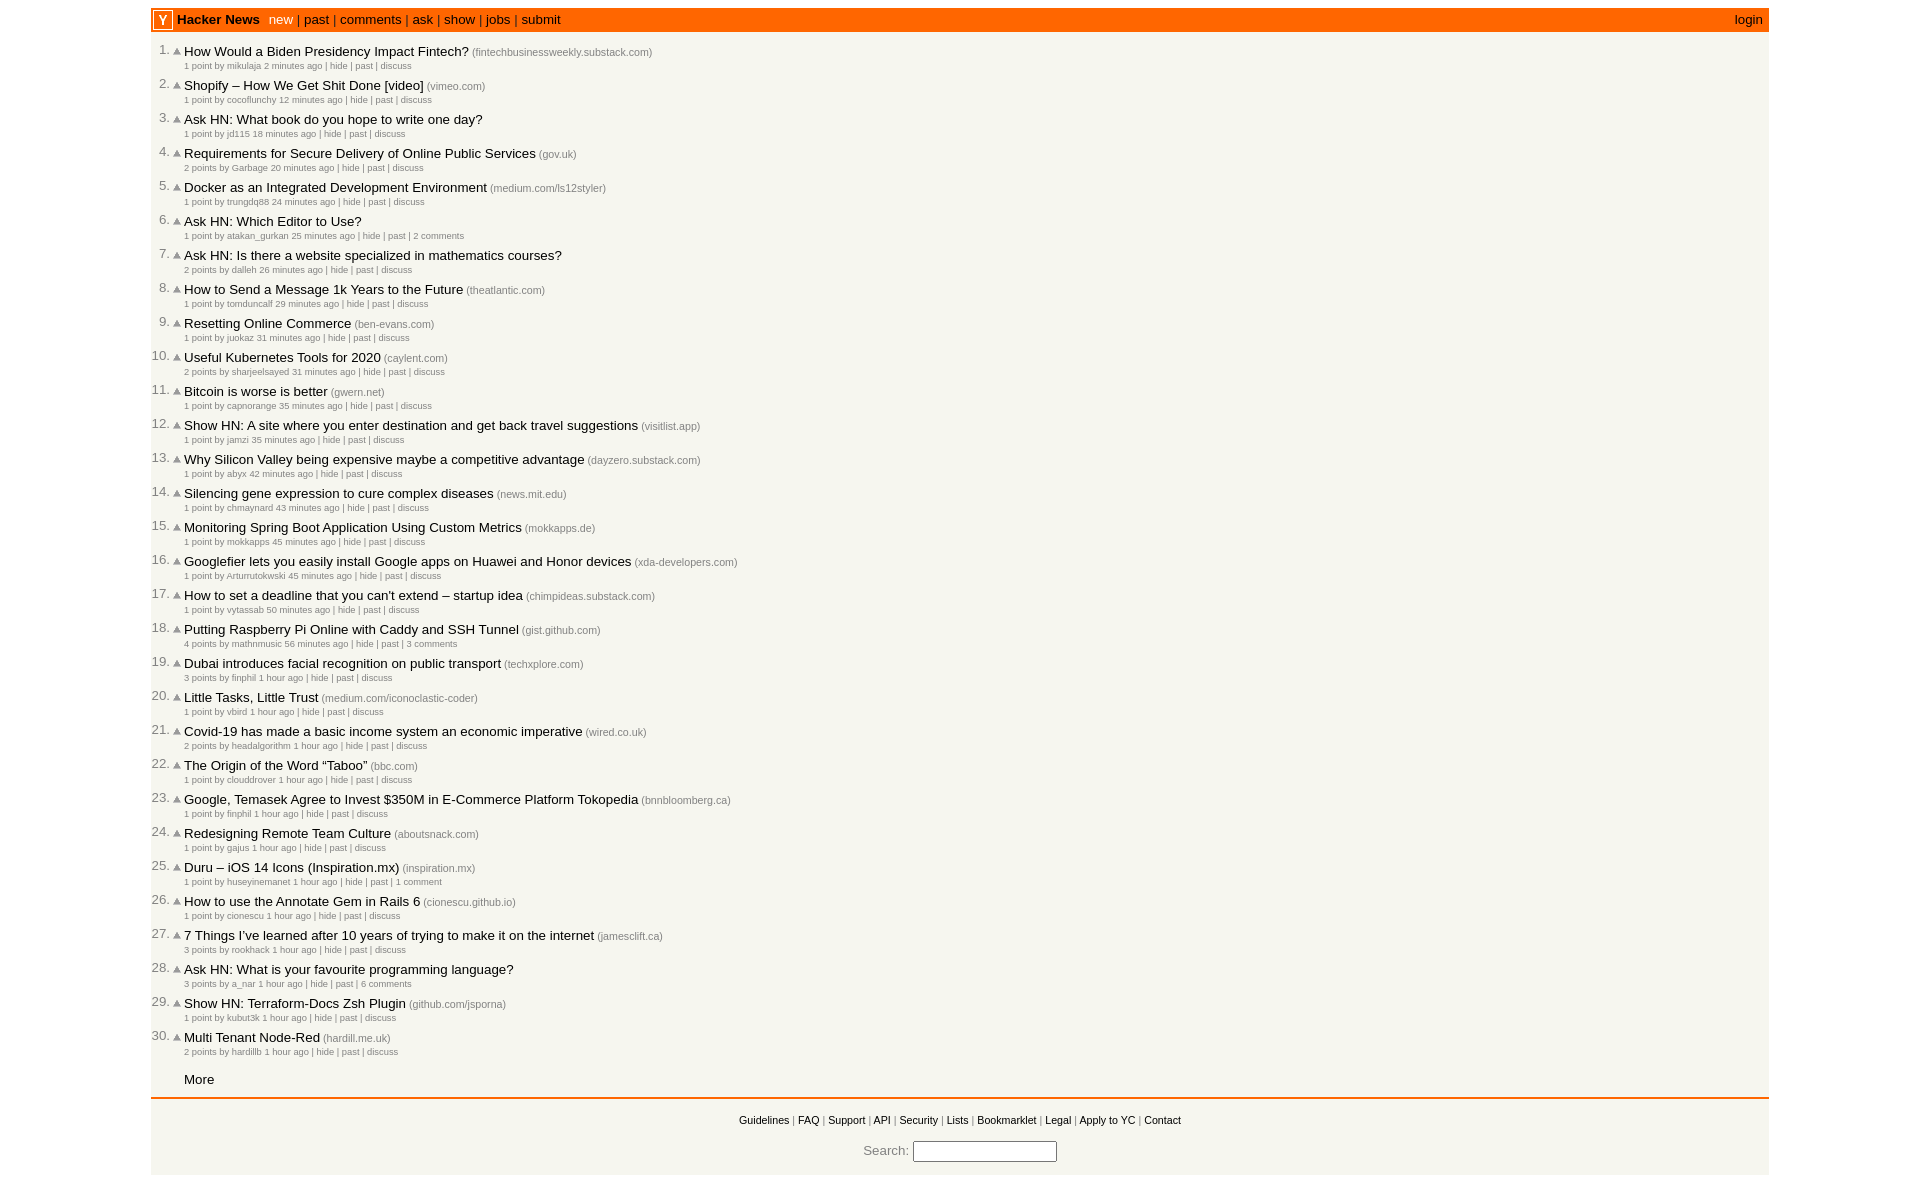 Y Hacker News new | past | comments | ask | show | jobs | submit login
1. How Would a Biden Presidency Impact Fintech? (fintechbusinessweekly.substack.com)
1 point by mikulaja 2 minutes ago | hide | past | discuss
2. Shopify – How We Get Shit Done [video] (vimeo.com)
1 point by cocoflunchy 12 minutes ago | hide | past | discuss
3. Ask HN: What book do you hope to write one day?
1 point by jd115 18 minutes ago | hide | past | discuss
4. Requirements for Secure Delivery of Online Public Services (gov.uk)
2 points by Garbage 20 minutes ago | hide | past | discuss
5. Docker as an Integrated Development Environment (medium.com/ls12styler)
1 point by trungdq88 24 minutes ago | hide | past | discuss
6. Ask HN: Which Editor to Use?
1 point by atakan_gurkan 25 minutes ago | hide | past | 2 comments
7. Ask HN: Is there a website specialized in mathematics courses?
2 points by dalleh 26 minutes ago | hide | past | discuss
8. How to Send a Message 1k Years to the Future (theatlantic.com)
1 point by tomduncalf 29 minutes ago | hide | past | discuss
9. Resetting Online Commerce (ben-evans.com)
1 point by juokaz 31 minutes ago | hide | past | discuss
10. Useful Kubernetes Tools for 2020 (caylent.com)
2 points by sharjeelsayed 31 minutes ago | hide | past | discuss
11. Bitcoin is worse is better (gwern.net)
1 point by capnorange 35 minutes ago | hide | past | discuss
12. Show HN: A site where you enter destination and get back travel suggestions (visitlist.app)
1 point by jamzi 35 minutes ago | hide | past | discuss
13. Why Silicon Valley being expensive maybe a competitive advantage (dayzero.substack.com)
1 point by abyx 42 minutes ago | hide | past | discuss
14. Silencing gene expression to cure complex diseases (news.mit.edu)
1 point by chmaynard 43 minutes ago | hide | past | discuss
15. Monitoring Spring Boot Application Using Custom Metrics (mokkapps.de)
1 point by mokkapps 45 minutes ago | hide | past | discuss
16. Googlefier lets you easily install Google apps on Huawei and Honor devices (xda-developers.com)
1 point by Arturrutokwski 45 minutes ago | hide | past | discuss
17. How to set a deadline that you can't extend – startup idea (chimpideas.substack.com)
1 point by vytassab 50 minutes ago | hide | past | discuss
18. Putting Raspberry Pi Online with Caddy and SSH Tunnel (gist.github.com)
4 points by mathnmusic 56 minutes ago | hide | past | 3 comments
19. Dubai introduces facial recognition on public transport (techxplore.com)
3 points by finphil 1 hour ago | hide | past | discuss
20. Little Tasks, Little Trust (medium.com/iconoclastic-coder)
1 point by vbird 1 hour ago | hide | past | discuss
21. Covid-19 has made a basic income system an economic imperative (wired.co.uk)
2 points by headalgorithm 1 hour ago | hide | past | discuss
22. The Origin of the Word “Taboo” (bbc.com)
1 point by clouddrover 1 hour ago | hide | past | discuss
23. Google, Temasek Agree to Invest $350M in E-Commerce Platform Tokopedia (bnnbloomberg.ca)
1 point by finphil 1 hour ago | hide | past | discuss
24. Redesigning Remote Team Culture (aboutsnack.com)
1 point by gajus 1 hour ago | hide | past | discuss
25. Duru – iOS 14 Icons (Inspiration.mx) (inspiration.mx)
1 point by huseyinemanet 1 hour ago | hide | past | 1 comment
26. How to use the Annotate Gem in Rails 6 (cionescu.github.io)
1 point by cionescu 1 hour ago | hide | past | discuss
27. 7 Things I’ve learned after 10 years of trying to make it on the internet (jamesclift.ca)
3 points by rookhack 1 hour ago | hide | past | discuss
28. Ask HN: What is your favourite programming language?
3 points by a_nar 1 hour ago | hide | past | 6 comments
29. Show HN: Terraform-Docs Zsh Plugin (github.com/jsporna)
1 point by kubut3k 1 hour ago | hide | past | discuss
30. Multi Tenant Node-Red (hardill.me.uk)
2 points by hardillb 1 hour ago | hide | past | discuss
More
Guidelines | FAQ | Support | API | Security | Lists | Bookmarklet | Legal | Apply to YC | Contact
Search: